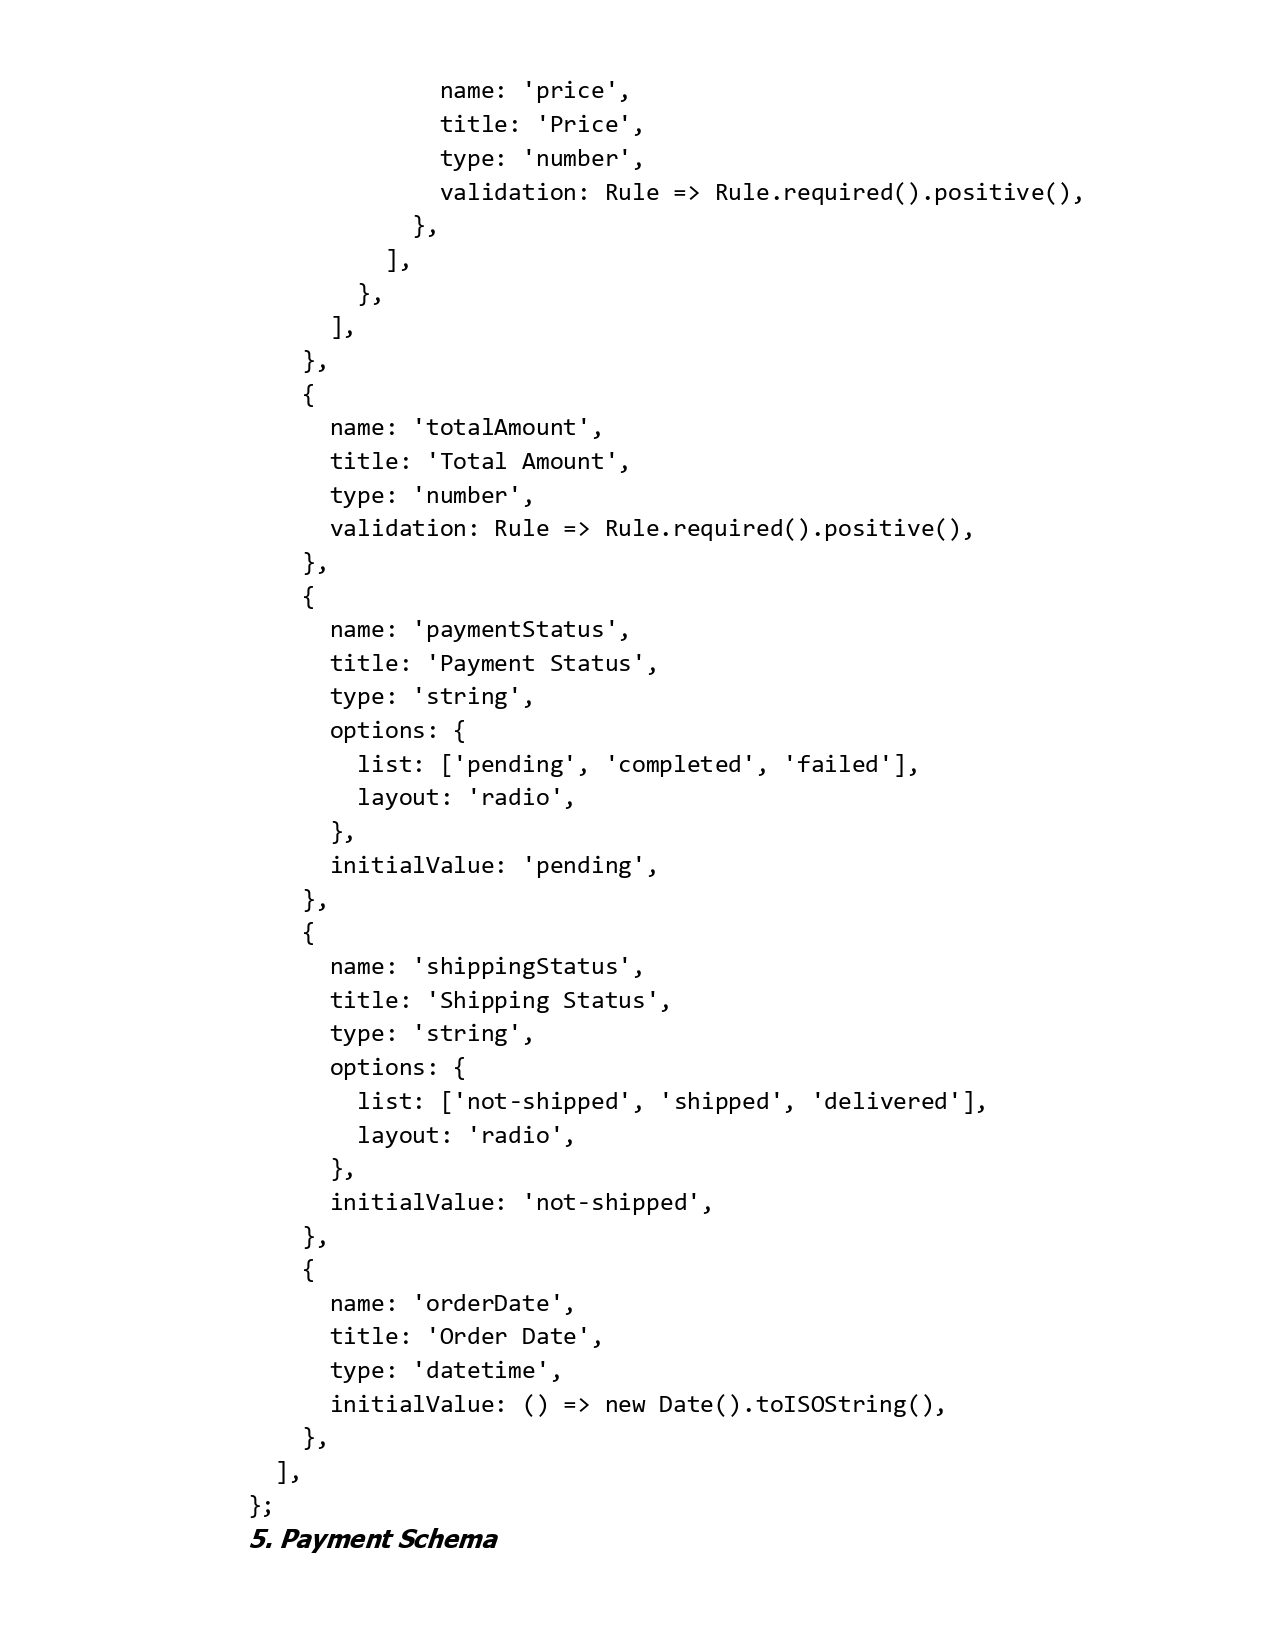 name: 'price',
title: 'Price',
type: 'number',
validation: Rule => Rule.required().positive(),
},
],
},
],
},
{
name: 'totalAmount',
title: 'Total Amount',
type: 'number',
validation: Rule => Rule.required().positive(),
},
{
name: 'paymentStatus',
title: 'Payment Status',
type: 'string',
options: {
list: ['pending', 'completed', 'failed'],
layout: 'radio',
},
initialValue: 'pending',
},
{
name: 'shippingStatus',
title: 'Shipping Status',
type: 'string',
options: {
list: ['not-shipped', 'shipped', 'delivered'],
layout: 'radio',
},
initialValue: 'not-shipped',
},
{
name: 'orderDate',
title: 'Order Date',
type: 'datetime',
initialValue: () => new Date().toISOString(),
},
],
};
5. Payment Schema